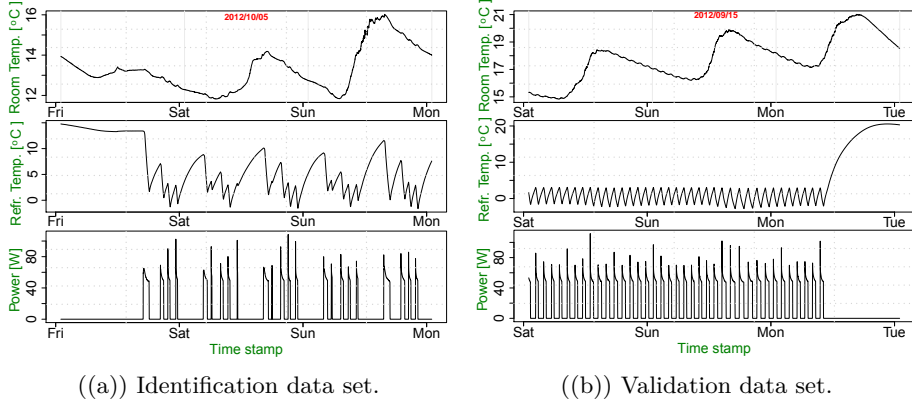 2012/10/05
Room Temp. [°C]
16
14
12
Fri
Sat
Sun
Mon
Refr. Temp. [°C]
10
5
0
Fri
Sat
Sun
Mon
Power [W]
80
40
0
Fri
Sat
Sun
Mon
Time stamp
((a)) Identification data set.
2012/09/15
Room Temp. [°C]
21
19
17
15
Sat
Sun
Mon
Tue
Refr. Temp. [°C]
20
10
0
Sat
Sun
Mon
Tue
Power [W]
80
40
0
Sat
Sun
Mon
Tue
Time stamp
((b)) Validation data set.